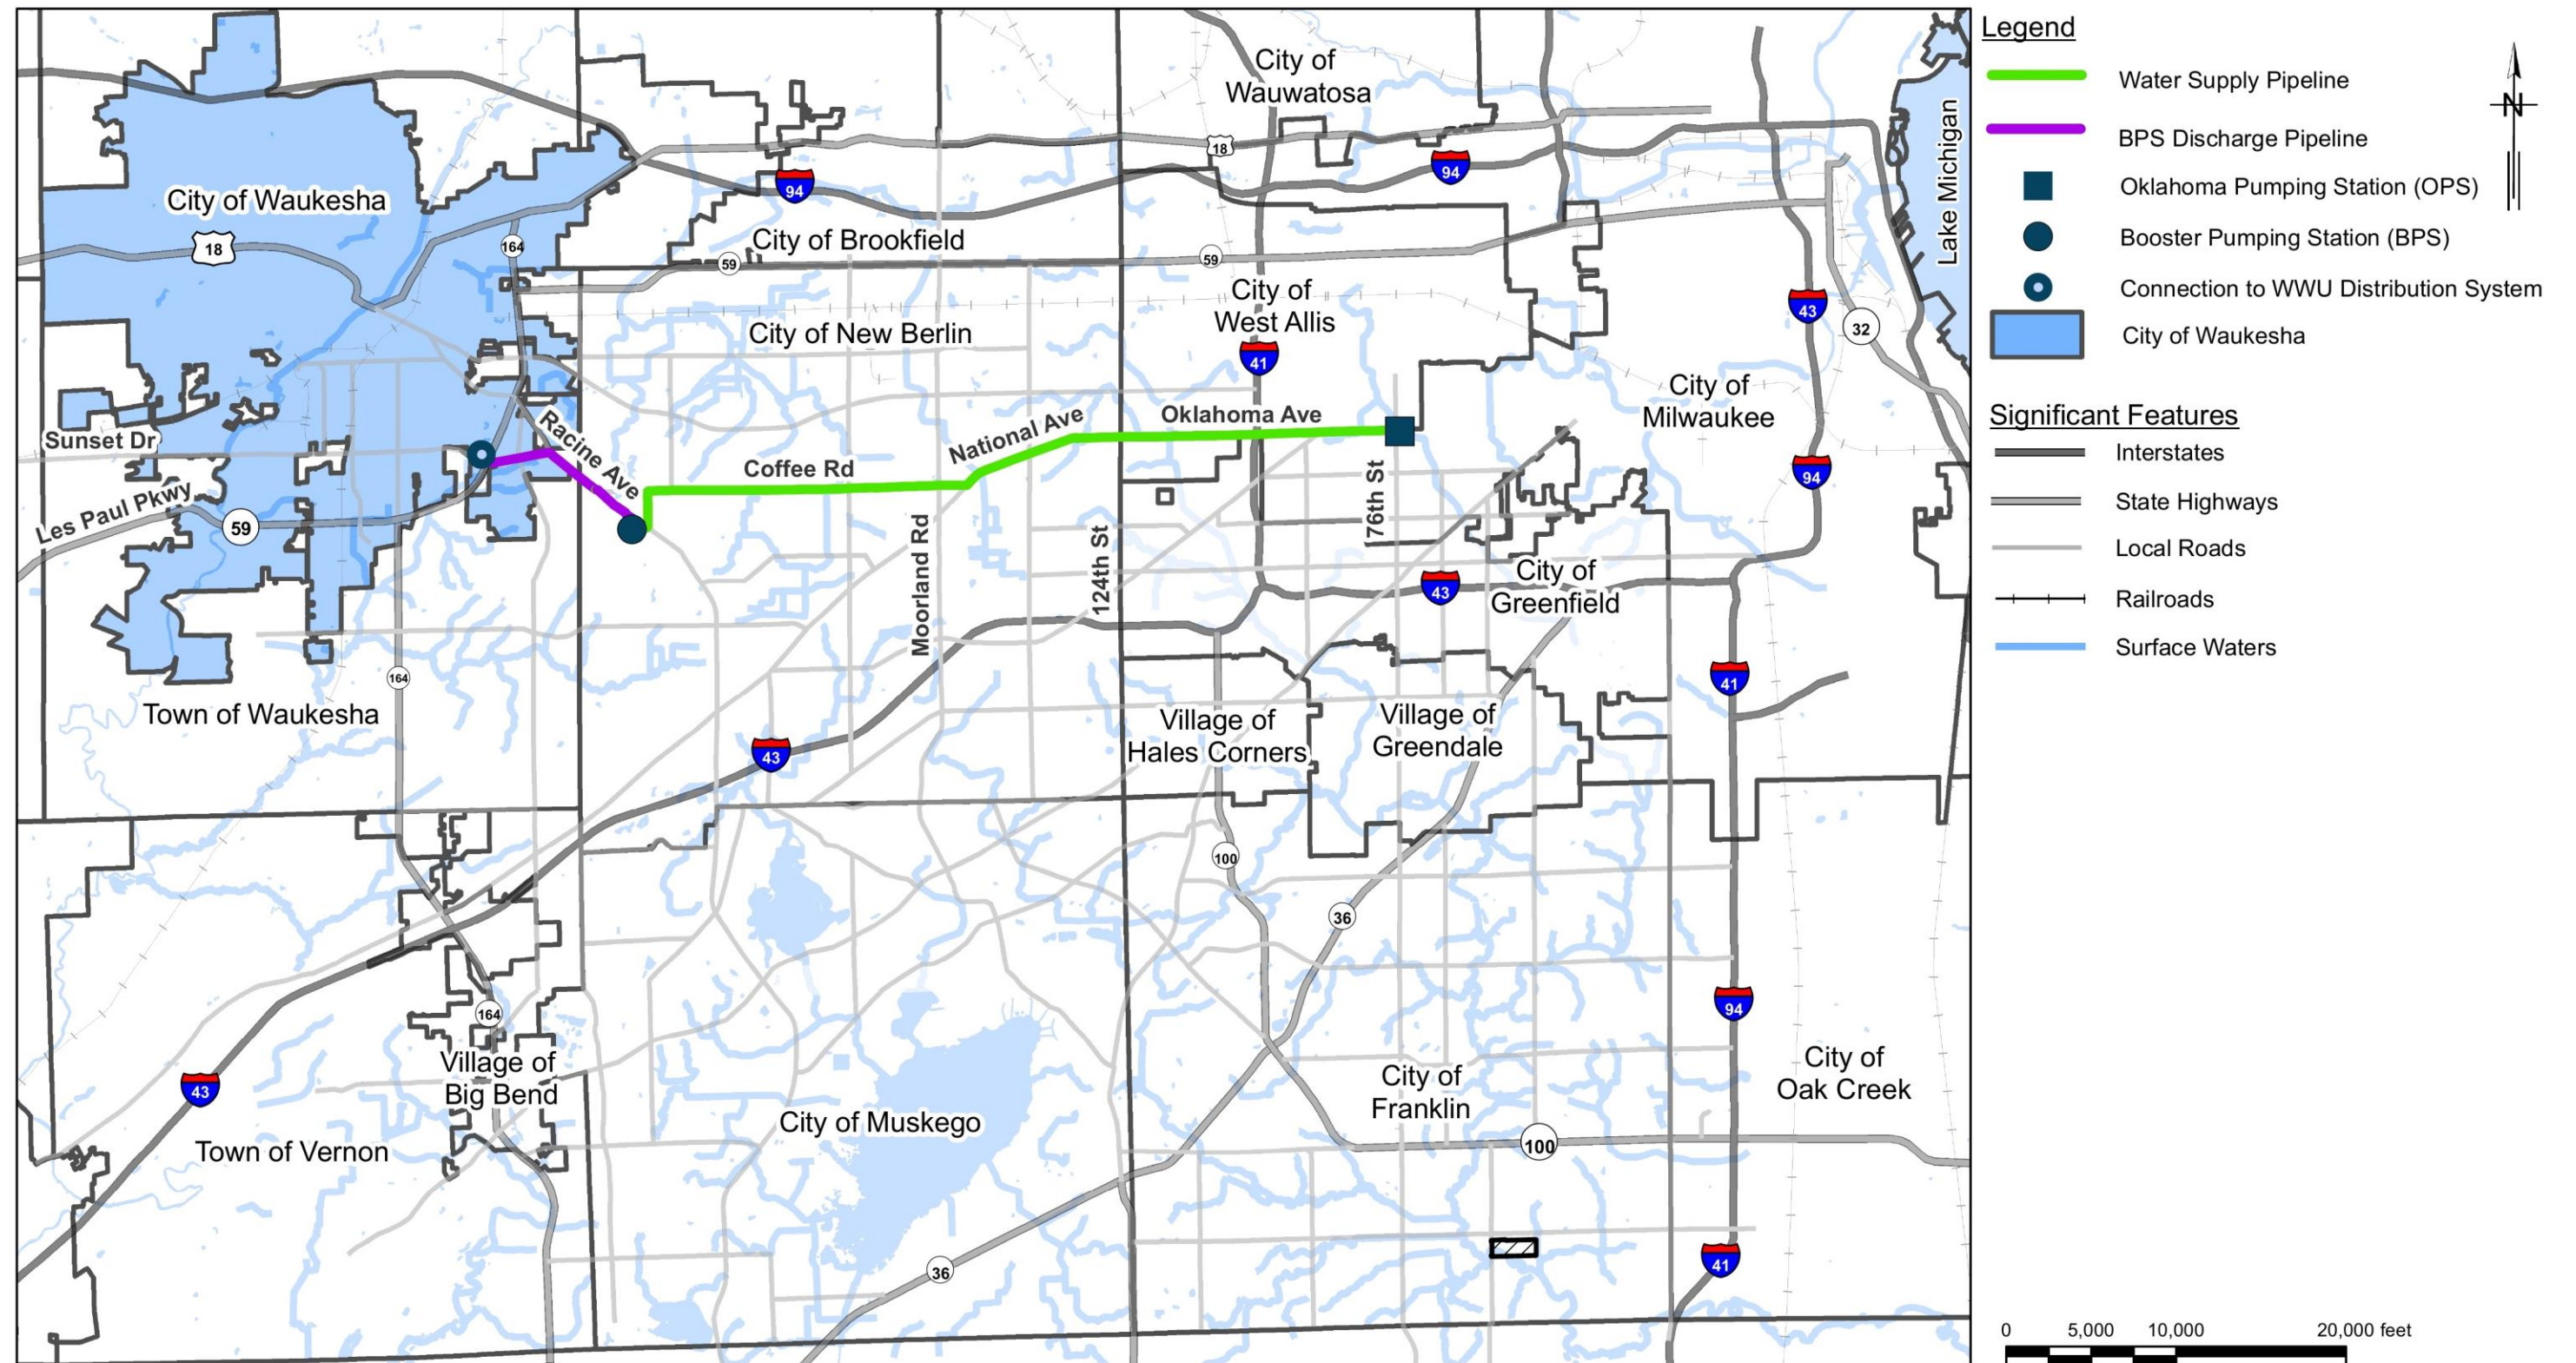 City of
Wauwatosa
18
94
94
City of Waukesha
18
164
City of Brookfield
59
59
Lake Michigan
City of
West Allis
43
32
City of New Berlin
41
City of
Milwaukee
Sunset Dr
Racine Ave
National Ave
Oklahoma Ave
Coffee Rd
94
Les Paul Pkwy
59
76th St
Moorland Rd
124th St
43
City of
Greenfield
164
41
Town of Waukesha
Village of
Hales Corners
Village of
Greendale
43
100
36
94
164
Village of
Big Bend
43
City of
Oak Creek
City of
Franklin
City of Muskego
100
Town of Vernon
36
41
Legend
Water Supply Pipeline
BPS Discharge Pipeline
Oklahoma Pumping Station (OPS)
Booster Pumping Station (BPS)
Connection to WWU Distribution System
City of Waukesha
N
Significant Features
Interstates
State Highways
Local Roads
Railroads
Surface Waters
0 5,000 10,000 20,000 feet